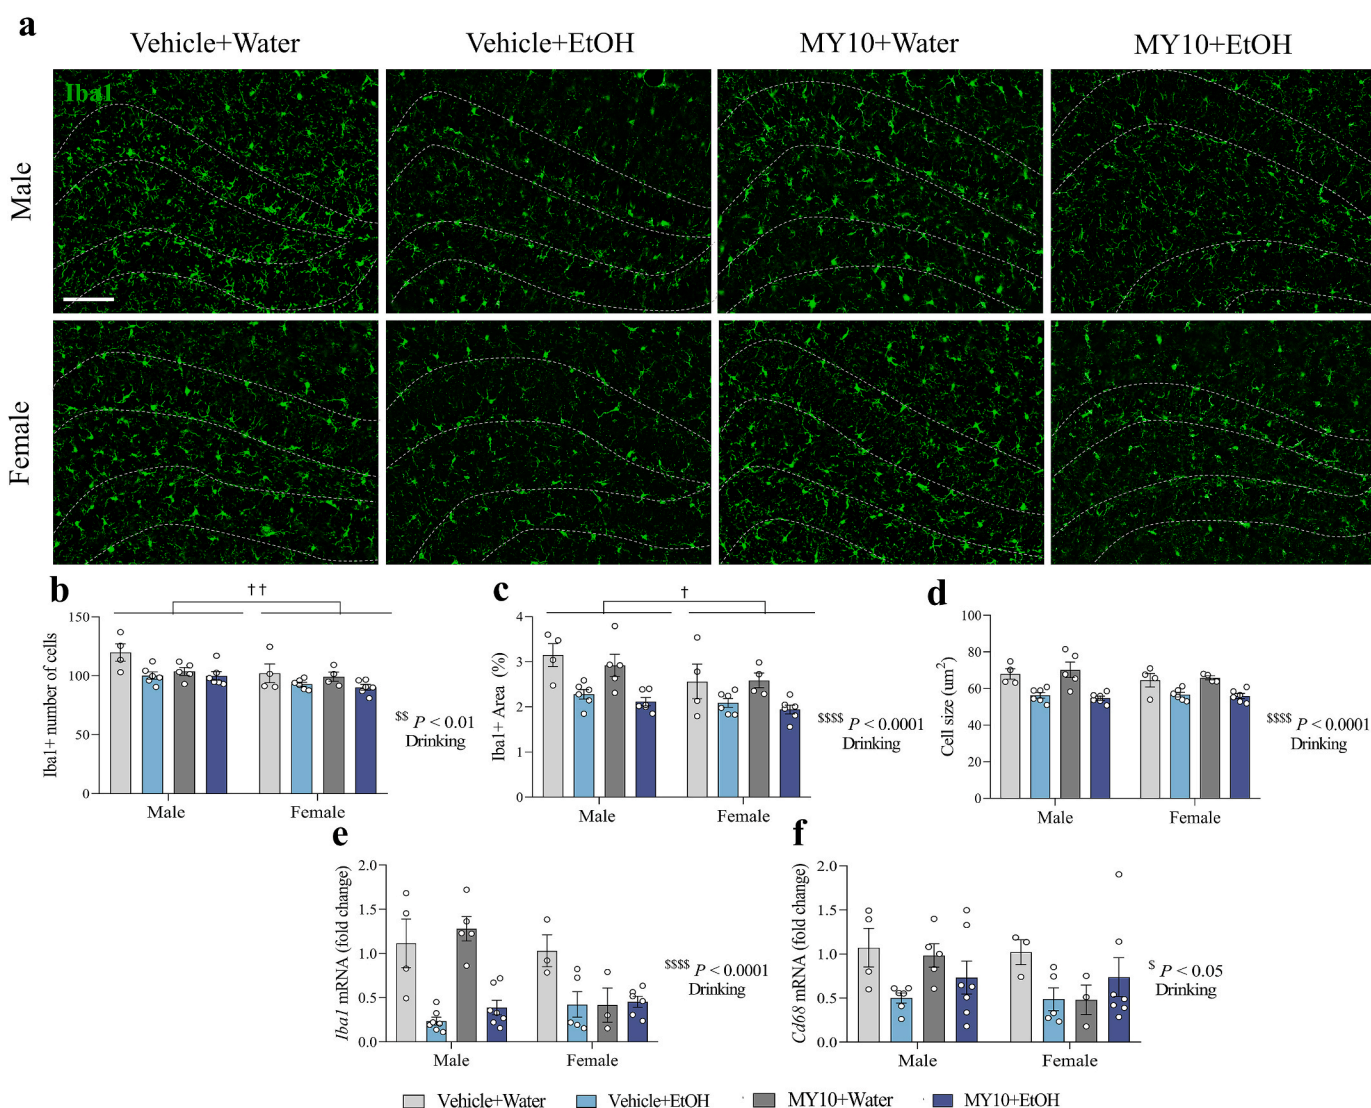 a
Vehicle+Water
Vehicle+EtOH
MY10+Water
MY10+EtOH
Iba1
Male
Female
b
† †
Iba1+ number of cells
150
100
50
0
Male
Female
$$ P < 0.01
Drinking
c
†
Iba1+ Area (%)
4
3
2
1
0
Male
Female
$$$$ P < 0.0001
Drinking
d
Cell size (um2)
100
80
60
40
20
0
Male
Female
$$$$ P < 0.0001
Drinking
e
Iba1 mRNA (fold change)
2.0
1.5
1.0
0.5
0.0
Male
Female
$$$$ P < 0.0001
Drinking
f
Cd68 mRNA (fold change)
2.0
1.5
1.0
0.5
0.0
Male
Female
$ P < 0.05
Drinking
Vehicle+Water
Vehicle+EtOH
MY10+Water
MY10+EtOH